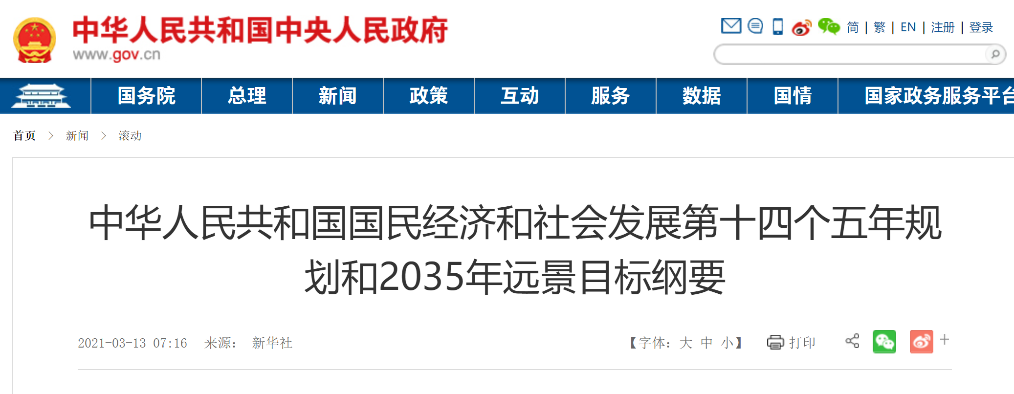 中华人民共和国中央人民政府
www.gov.cn
简 | 繁 | EN | 注册 | 登录
国务院 总理 新闻 政策 互动 服务 数据 国情 国家政务服务平台
首页 > 新闻 > 滚动
中华人民共和国国民经济和社会发展第十四个五年规
划和2035年远景目标纲要
2021-03-13 07:16 来源： 新华社 【字体：大 中 小】 打印 +